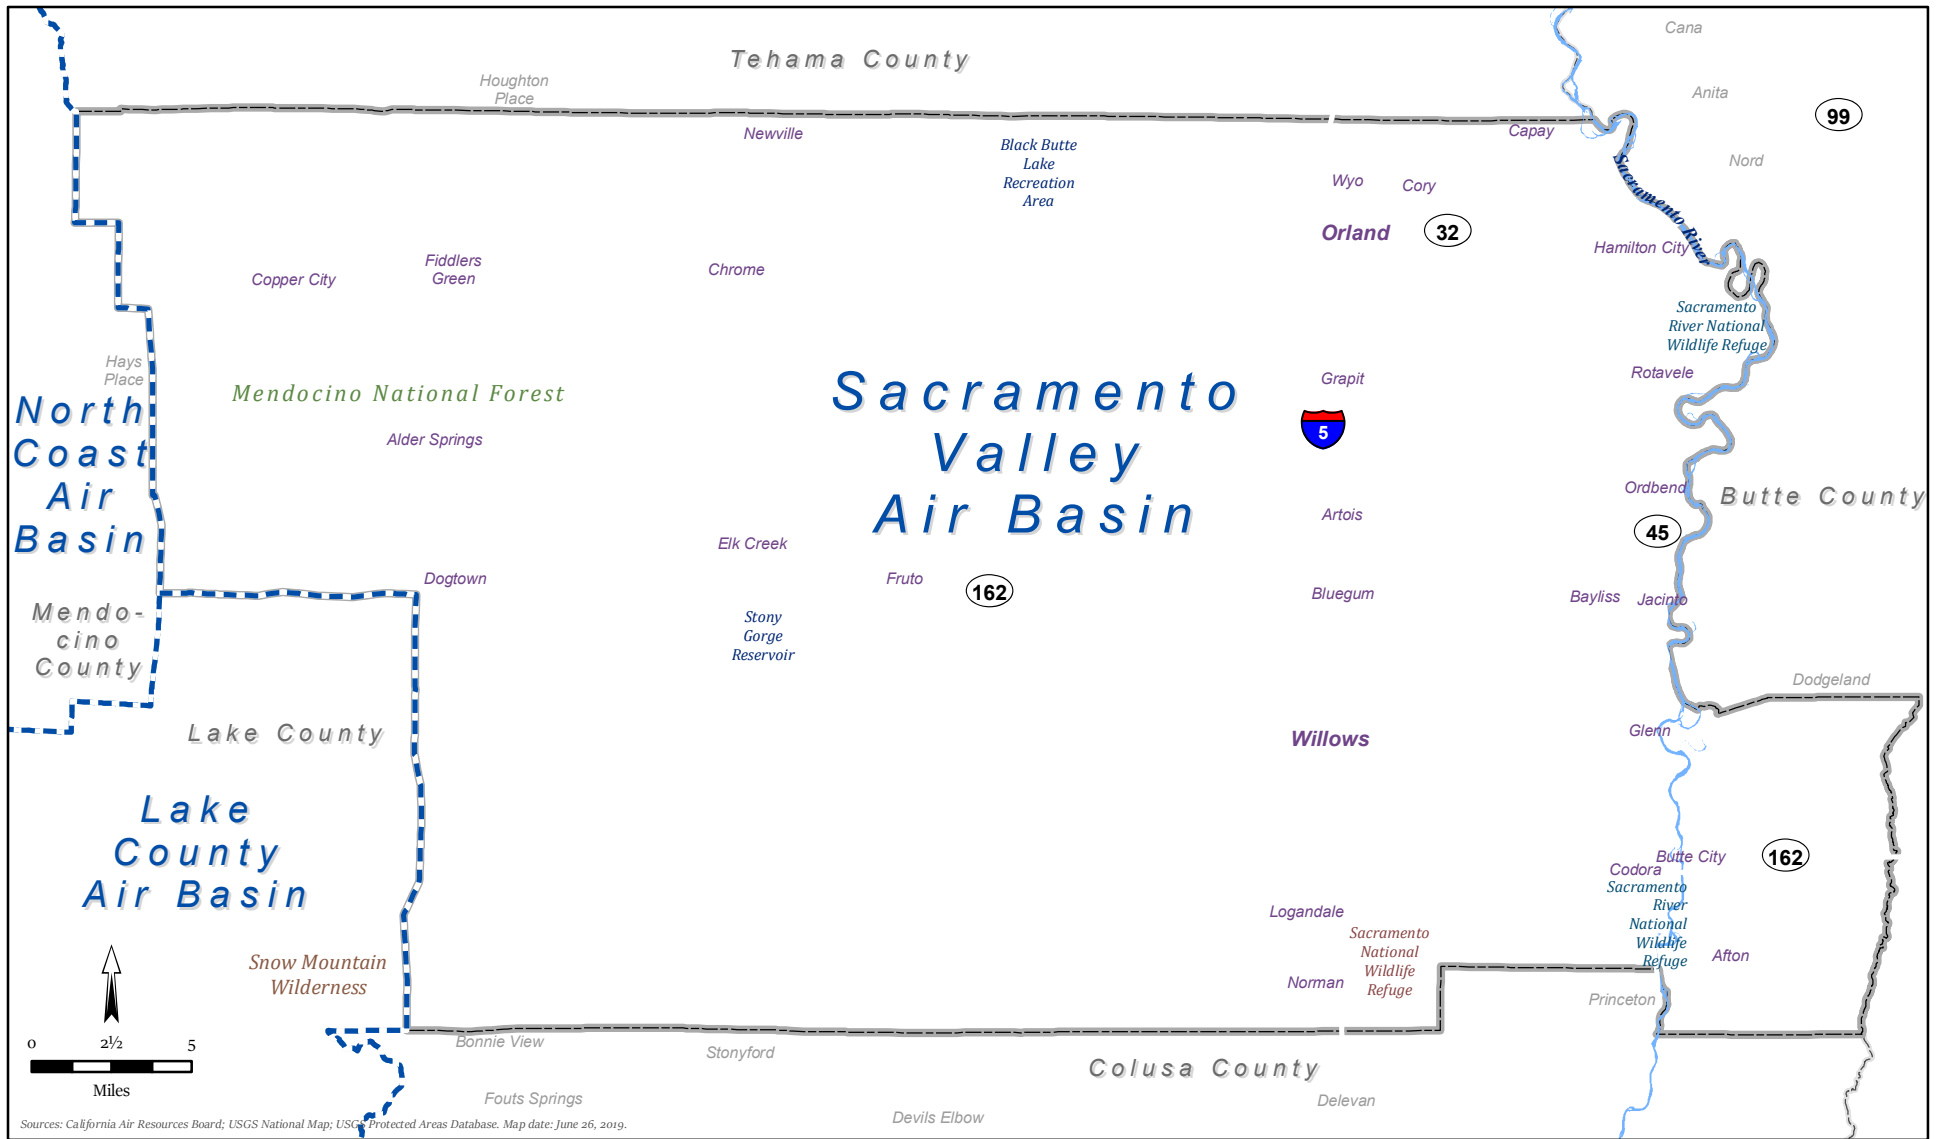 Cana
Tehama County
Houghton
Place
Anita
99
Newville
Capay
Black Butte
Lake
Recreation
Area
Nord
Sacramento River
Wyo
Cory
Orland
32
Hamilton City
Fiddlers
Green
Copper City
Chrome
Sacramento
River National
Wildlife Refuge
Hays
Place
Rotavele
Grapit
Mendocino National Forest
Sacramento
Valley
Air Basin
North
Coast
Air
Basin
5
Alder Springs
Ordbend
Butte County
Artois
45
Elk Creek
Dogtown
Fruto
162
Bluegum
Bayliss
Jacinto
Mendo-
cino
County
Stony
Gorge
Reservoir
Dodgeland
Lake County
Willows
Glenn
Lake
County
Air Basin
Butte City
162
Codora
Sacramento
River
National
Wildlife
Refuge
Logandale
Sacramento
National
Wildlife
Refuge
Afton
Snow Mountain
Wilderness
Norman
Princeton
0 2½ 5
Miles
Bonnie View
Stonyford
Colusa County
Fouts Springs
Delevan
Devils Elbow
Sources: California Air Resources Board; USGS National Map; USGS Protected Areas Database. Map date: June 26, 2019.